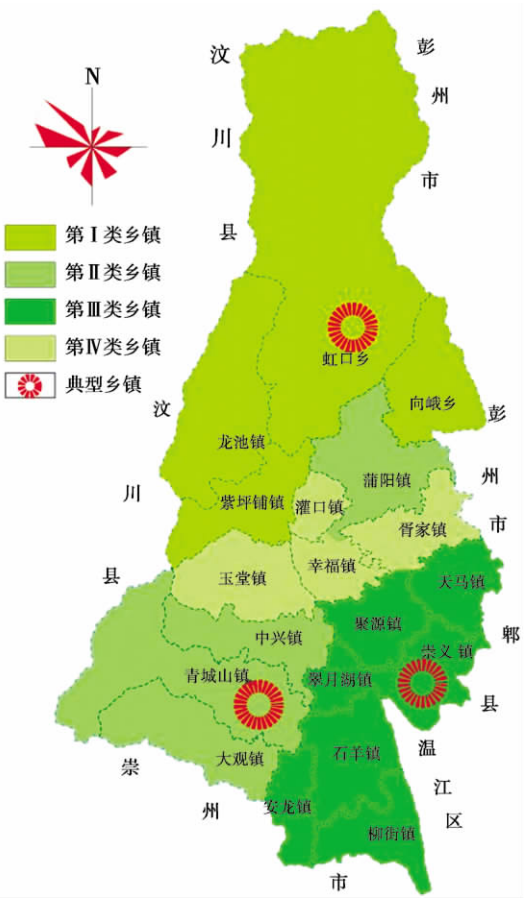 N
第Ⅰ类乡镇
第Ⅱ类乡镇
第Ⅲ类乡镇
第Ⅳ类乡镇
典型乡镇
汶
川
县
彭
州
市
虹口乡
向峨乡
龙池镇
汶
川
县
彭
州
市
紫坪铺镇
灌口镇
蒲阳镇
胥家镇
玉堂镇
幸福镇
天马镇
聚源镇
中兴镇
崇义镇
郫
县
青城山镇
翠月湖镇
大观镇
石羊镇
温
江
区
安龙镇
柳街镇
崇
州
市